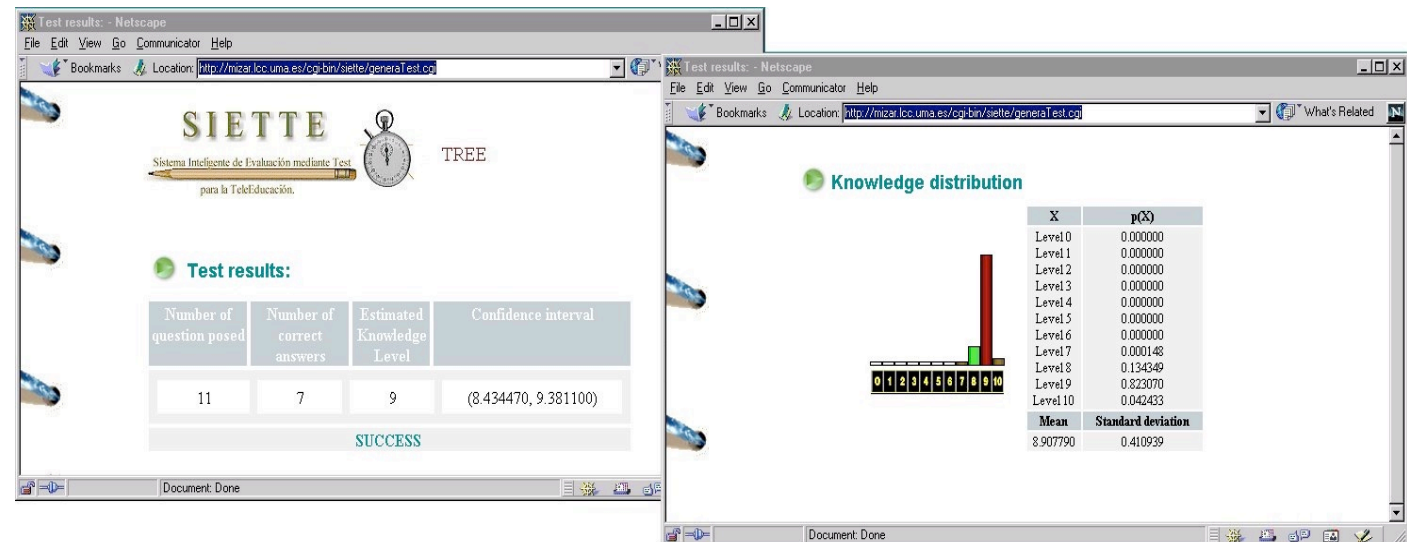 Test results: - Netscape
File Edit View Go Communicator Help
Bookmarks Location: http://mizar.lcc.uma.es/cgi-bin/siette/generaTest.cgi
SIETTE
Sistema Inteligente de Evaluación mediante Test
para la TeleEducación.
TREE
Test results:
Number of question posed
Number of correct answers
Estimated Knowledge Level
Confidence interval
11 7 9 (8.434470, 9.381100)
SUCCESS
Document: Done
Test results: - Netscape
File Edit View Go Communicator Help
Bookmarks Location: http://mizar.lcc.uma.es/cgi-bin/siette/generaTest.cgi What's Related N
Knowledge distribution
0 1 2 3 4 5 6 7 8 9 10
X p(X)
Level 0 0.000000
Level 1 0.000000
Level 2 0.000000
Level 3 0.000000
Level 4 0.000000
Level 5 0.000000
Level 6 0.000000
Level 7 0.000148
Level 8 0.134349
Level 9 0.823070
Level 10 0.042433
Mean Standard deviation
8.907790 0.410939
Document: Done